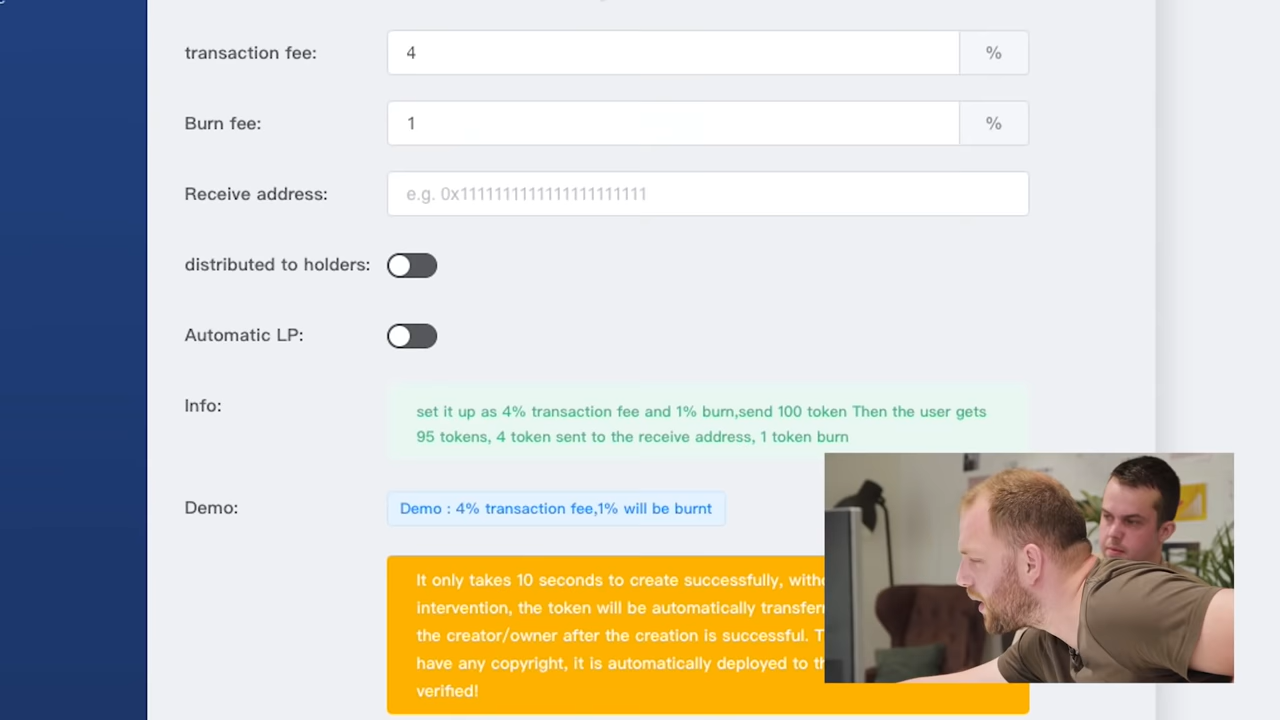 transaction fee:
4
%
Burn fee:
1
%
Receive address:
e.g. 0x1111111111111111111111
distributed to holders:
Automatic LP:
Info:
set it up as 4% transaction fee and 1% burn,send 100 token Then the user gets
95 tokens, 4 token sent to the receive address, 1 token burn
Demo:
Demo : 4% transaction fee,1% will be burnt
It only takes 10 seconds to create successfully,
intervention, the token will be automatically
the creator/owner after the creation is successful.
have any copyright, it is automatically deployed to
verified!